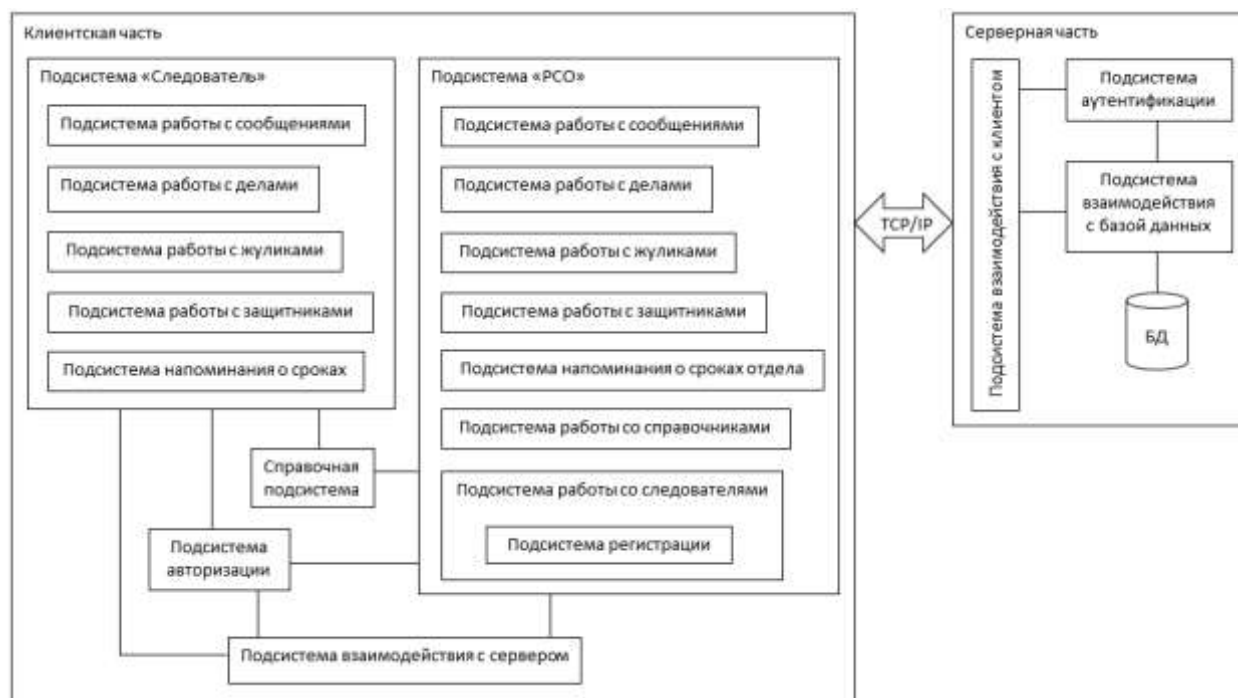 Клиентская часть
Подсистема «Следователь»
Подсистема работы с сообщениями
Подсистема работы с делами
Подсистема работы с жуликами
Подсистема работы с защитниками
Подсистема напоминания о сроках
Подсистема «РСО»
Подсистема работы с сообщениями
Подсистема работы с делами
Подсистема работы с жуликами
Подсистема работы с защитниками
Подсистема напоминания о сроках отдела
Подсистема работы со справочниками
Подсистема работы со следователями
Подсистема регистрации
Справочная
подсистема
Подсистема
авторизации
Подсистема взаимодействия с сервером
TCP/IP
Серверная часть
Подсистема взаимодействия с клиентом
Подсистема
аутентификации
Подсистема
взаимодействия
с базой данных
БД